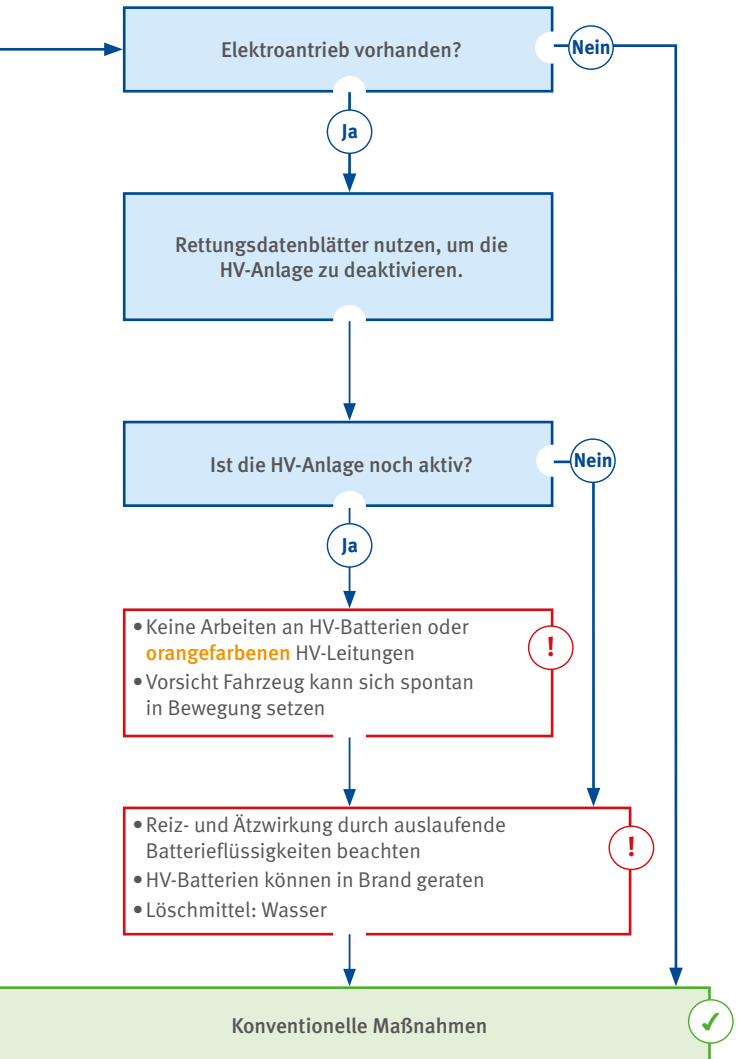 Elektroantrieb vorhanden?
Nein
Ja
Rettungsdatenblätter nutzen, um die
HV-Anlage zu deaktivieren.
Ist die HV-Anlage noch aktiv?
Nein
Ja
• Keine Arbeiten an HV-Batterien oder
orangefarbenen HV-Leitungen
!
• Vorsicht Fahrzeug kann sich spontan
in Bewegung setzen
• Reiz- und Ätzwirkung durch auslaufende
Batterieflüssigkeiten beachten
!
• HV-Batterien können in Brand geraten
• Löschmittel: Wasser
Konventionelle Maßnahmen
✓